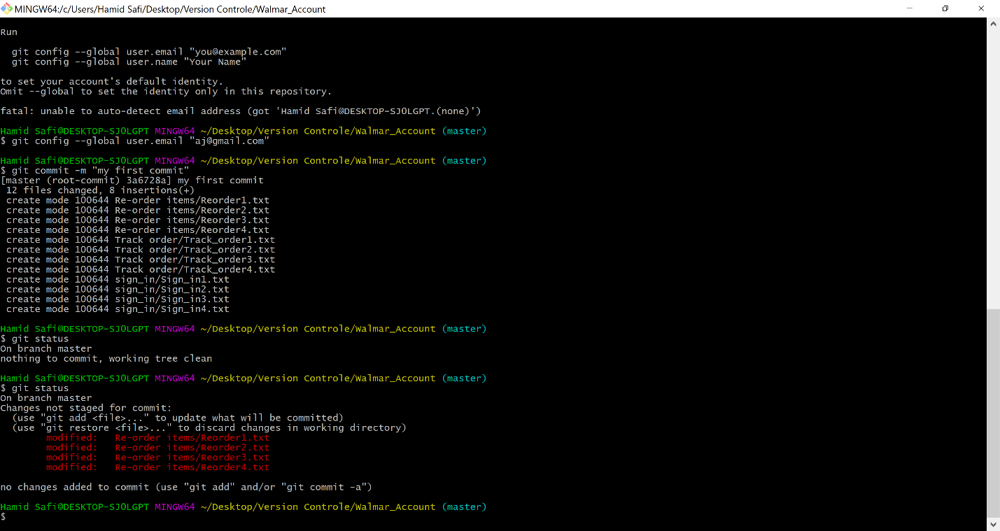 MINGW64:/c/Users/Hamid Safi/Desktop/Version Controle/Walmar_Account
Run
  git config --global user.email "you@example.com"
  git config --global user.name "Your Name"
to set your account's default identity.
Omit --global to set the identity only in this repository.
fatal: unable to auto-detect email address (got 'Hamid Safi@DESKTOP-SJ0LGPT.(none)')
Hamid Safi@DESKTOP-SJ0LGPT MINGW64 ~/Desktop/Version Controle/Walmar_Account (master)
$ git config --global user.email "aj@gmail.com"
Hamid Safi@DESKTOP-SJ0LGPT MINGW64 ~/Desktop/Version Controle/Walmar_Account (master)
$ git commit -m "my first commit"
[master (root-commit) 3a6728a] my first commit
 12 files changed, 8 insertions(+)
 create mode 100644 Re-order items/Reorder1.txt
 create mode 100644 Re-order items/Reorder2.txt
 create mode 100644 Re-order items/Reorder3.txt
 create mode 100644 Re-order items/Reorder4.txt
 create mode 100644 Track order/Track_order1.txt
 create mode 100644 Track order/Track_order2.txt
 create mode 100644 Track order/Track_order3.txt
 create mode 100644 Track order/Track_order4.txt
 create mode 100644 sign_in/Sign_in1.txt
 create mode 100644 sign_in/Sign_in2.txt
 create mode 100644 sign_in/Sign_in3.txt
 create mode 100644 sign_in/Sign_in4.txt
Hamid Safi@DESKTOP-SJ0LGPT MINGW64 ~/Desktop/Version Controle/Walmar_Account (master)
$ git status
On branch master
nothing to commit, working tree clean
Hamid Safi@DESKTOP-SJ0LGPT MINGW64 ~/Desktop/Version Controle/Walmar_Account (master)
$ git status
On branch master
Changes not staged for commit:
  (use "git add <file>..." to update what will be committed)
  (use "git restore <file>..." to discard changes in working directory)
        modified:   Re-order items/Reorder1.txt
        modified:   Re-order items/Reorder2.txt
        modified:   Re-order items/Reorder3.txt
        modified:   Re-order items/Reorder4.txt
no changes added to commit (use "git add" and/or "git commit -a")
Hamid Safi@DESKTOP-SJ0LGPT MINGW64 ~/Desktop/Version Controle/Walmar_Account (master)
$